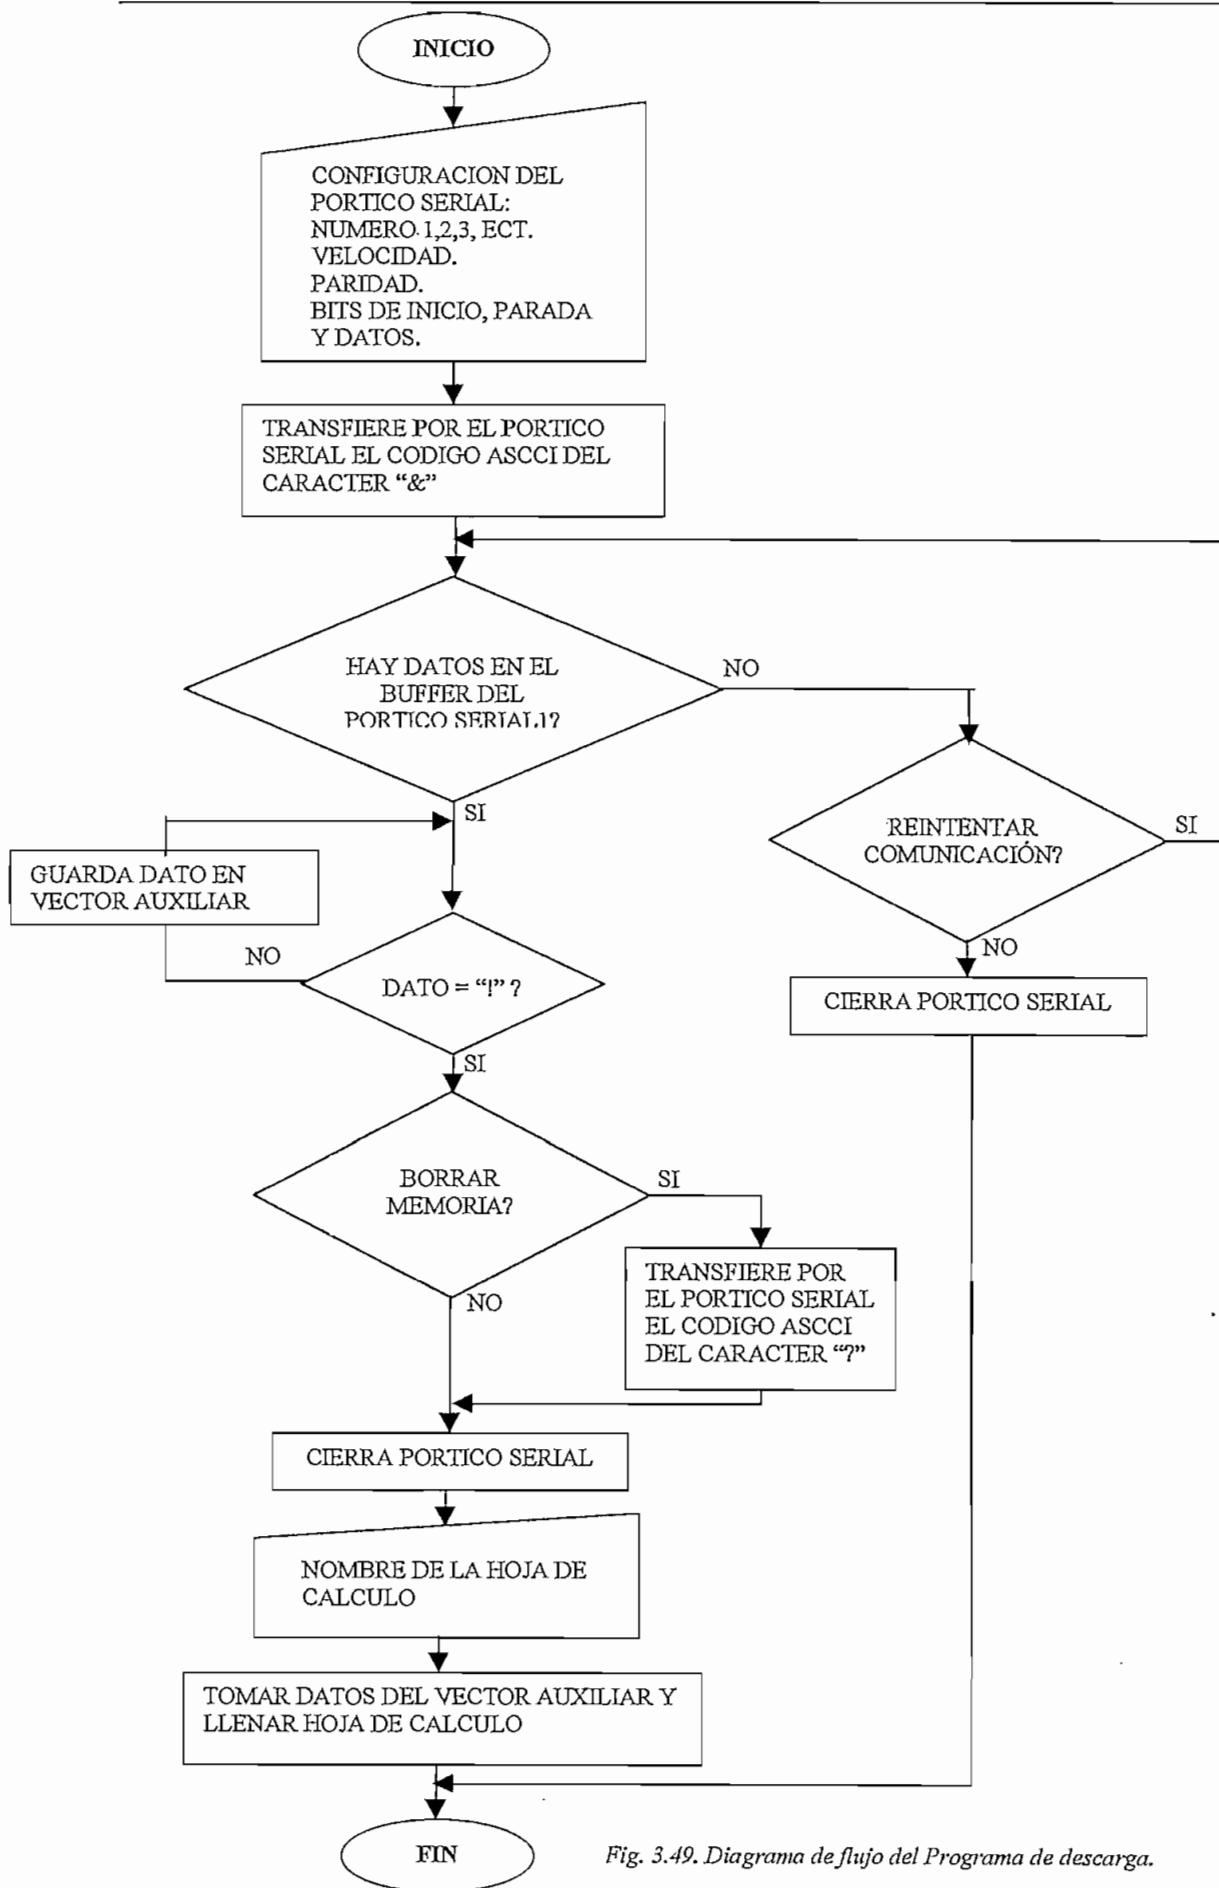 INICIO
CONFIGURACION DEL
PORTICO SERIAL:
NUMERO. 1,2,3, ECT.
VELOCIDAD.
PARIDAD.
BITS DE INICIO, PARADA
Y DATOS.
TRANSFIERE POR EL PORTICO
SERIAL EL CODIGO ASCCI DEL
CARACTER “&”
HAY DATOS EN EL
BUFFER DEL
PORTICO SERIAL1?
NO
SI
REINTENTAR
COMUNICACIÓN?
SI
GUARDA DATO EN
VECTOR AUXILIAR
NO
DATO = “!” ?
NO
CIERRA PORTICO SERIAL
SI
BORRAR
MEMORIA?
SI
NO
TRANSFIERE POR
EL PORTICO SERIAL
EL CODIGO ASCCI
DEL CARACTER “?”
CIERRA PORTICO SERIAL
NOMBRE DE LA HOJA DE
CALCULO
TOMAR DATOS DEL VECTOR AUXILIAR Y
LLENAR HOJA DE CALCULO
FIN
Fig. 3.49. Diagrama de flujo del Programa de descarga.